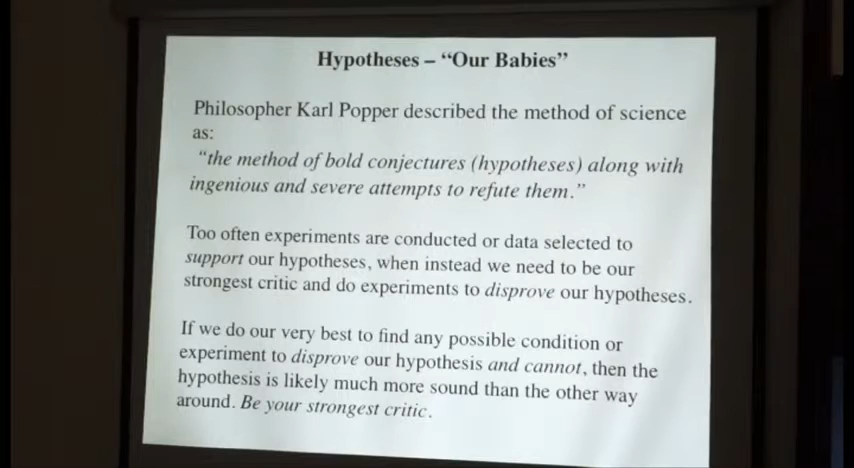 Hypotheses – “Our Babies”
Philosopher Karl Popper described the method of science
as:
“the method of bold conjectures (hypotheses) along with
ingenious and severe attempts to refute them.”
Too often experiments are conducted or data selected to
support our hypotheses, when instead we need to be our
strongest critic and do experiments to disprove our hypotheses.
If we do our very best to find any possible condition or
experiment to disprove our hypothesis and cannot, then the
hypothesis is likely much more sound than the other way
around. Be your strongest critic.